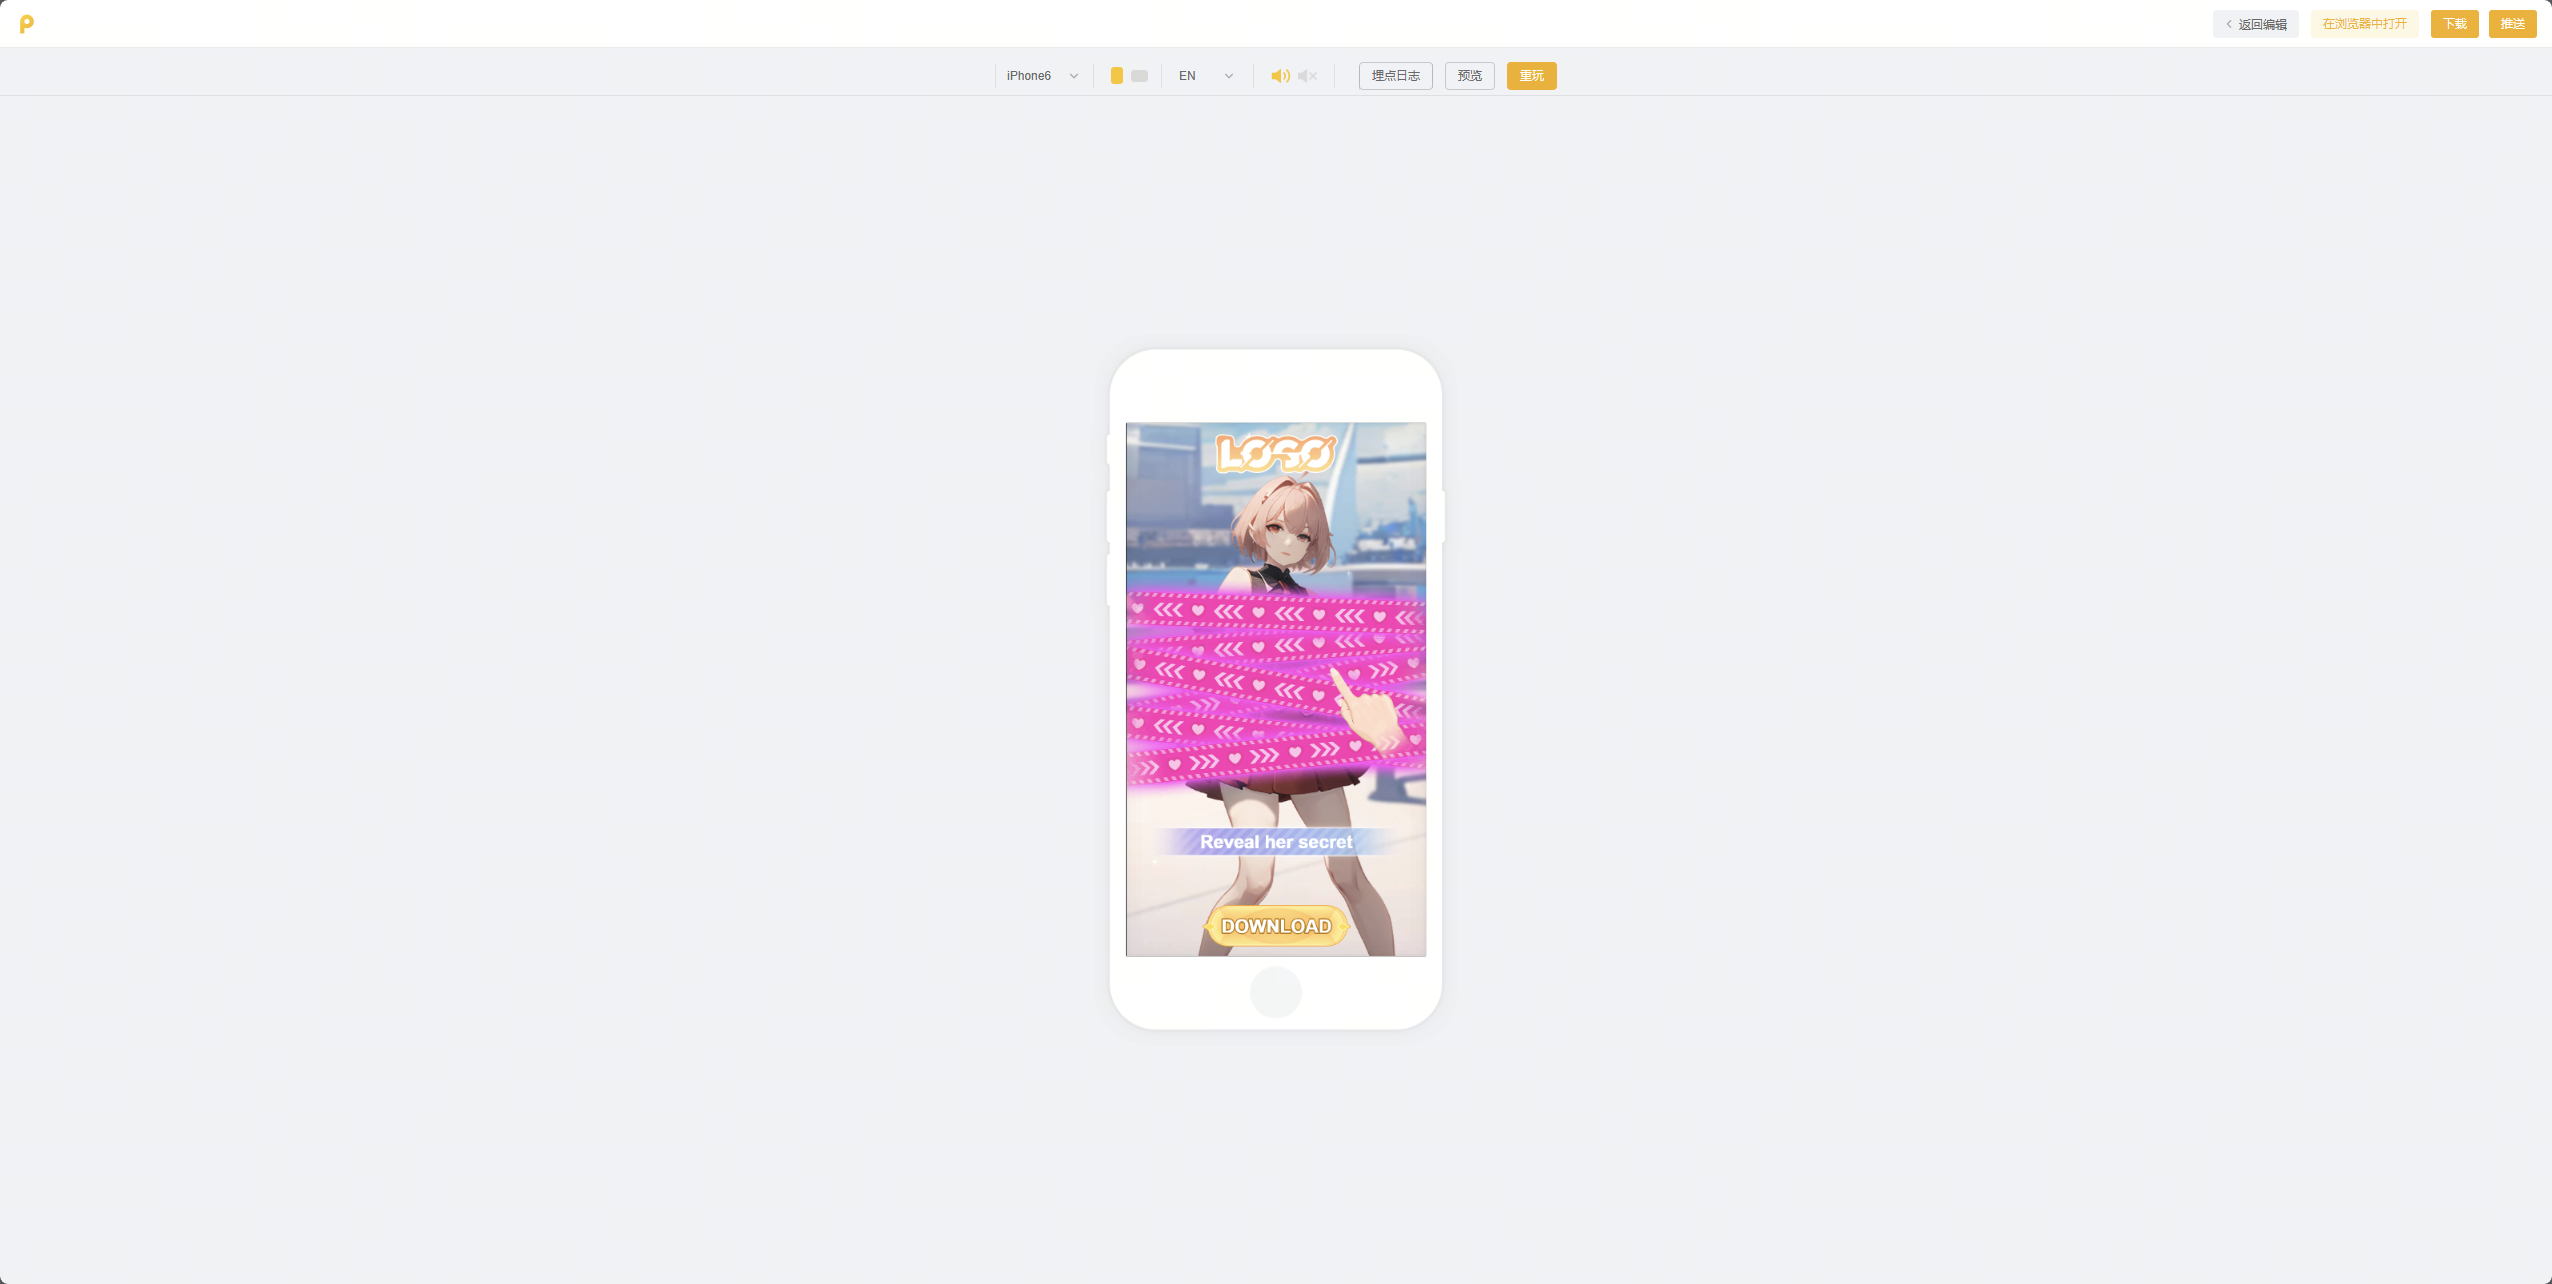 返回编辑
在浏览器中打开
下载
推送
iPhone6
EN
埋点日志
预览
重玩
LOGO
Reveal her secret
DOWNLOAD